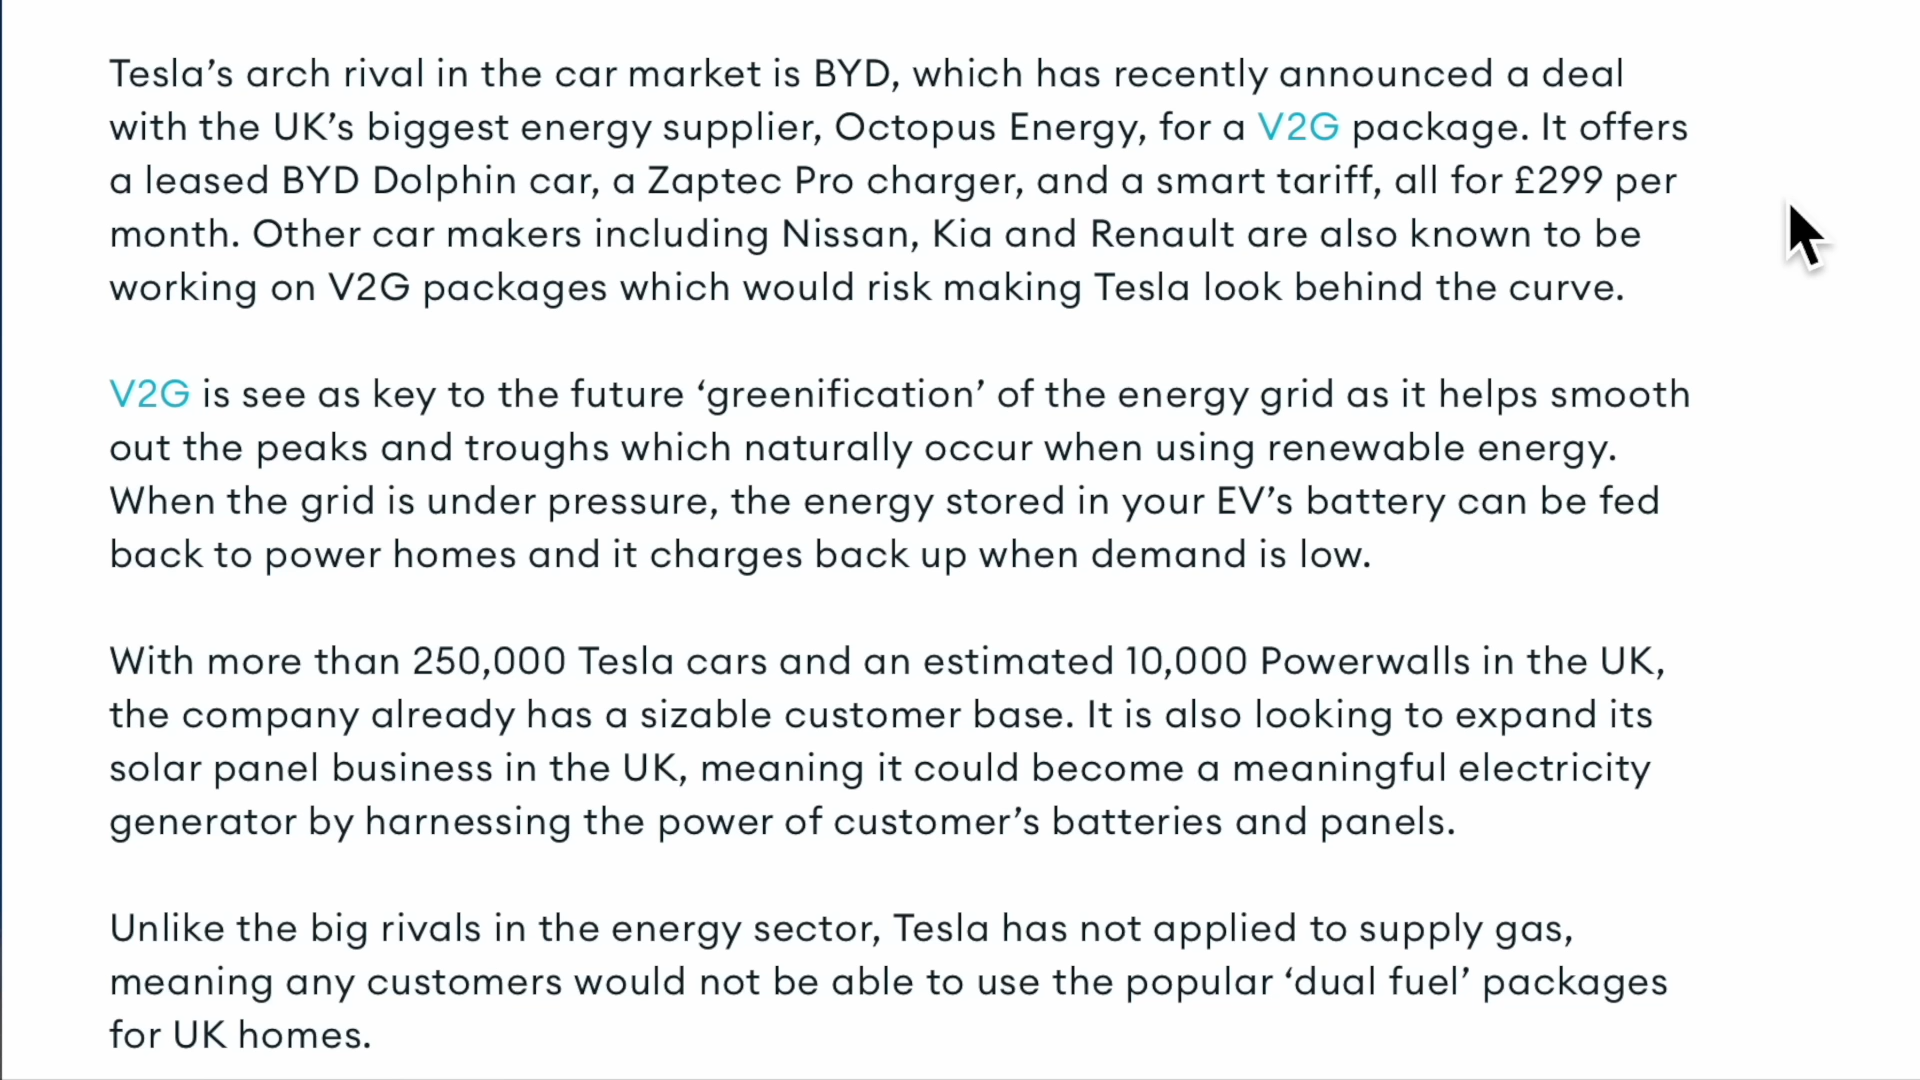 Tesla’s arch rival in the car market is BYD, which has recently announced a deal
with the UK’s biggest energy supplier, Octopus Energy, for a V2G package. It offers
a leased BYD Dolphin car, a Zaptec Pro charger, and a smart tariff, all for £299 per
month. Other car makers including Nissan, Kia and Renault are also known to be
working on V2G packages which would risk making Tesla look behind the curve.
V2G is see as key to the future ‘greenification’ of the energy grid as it helps smooth
out the peaks and troughs which naturally occur when using renewable energy.
When the grid is under pressure, the energy stored in your EV’s battery can be fed
back to power homes and it charges back up when demand is low.
With more than 250,000 Tesla cars and an estimated 10,000 Powerwalls in the UK,
the company already has a sizable customer base. It is also looking to expand its
solar panel business in the UK, meaning it could become a meaningful electricity
generator by harnessing the power of customer’s batteries and panels.
Unlike the big rivals in the energy sector, Tesla has not applied to supply gas,
meaning any customers would not be able to use the popular ‘dual fuel’ packages
for UK homes.